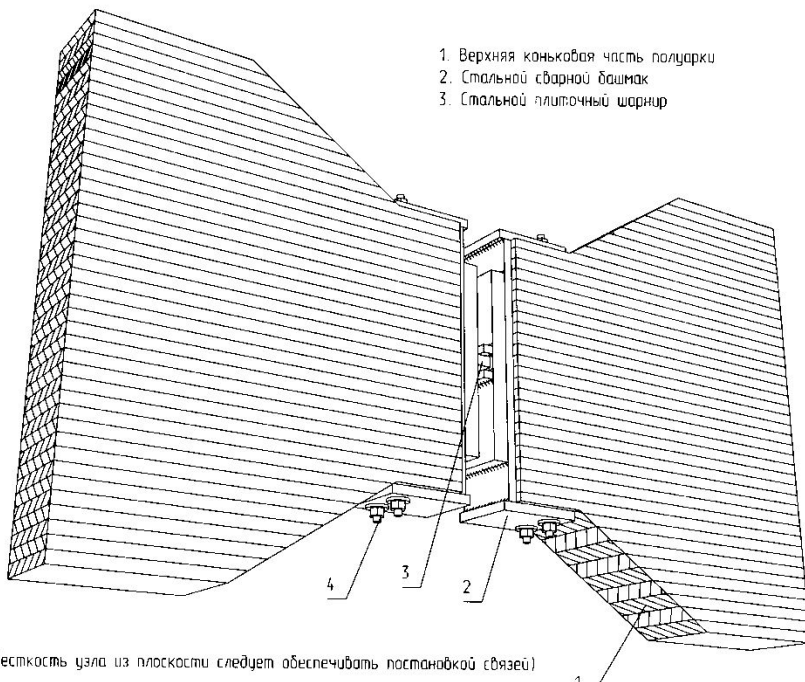 1. Верхняя коньковая часть полуарки
2. Стальной сварной башмак
3. Стальной плиточный шарнир
4
3
2
есткость узла из плоскости следует обеспечивать постановкой связей)
1